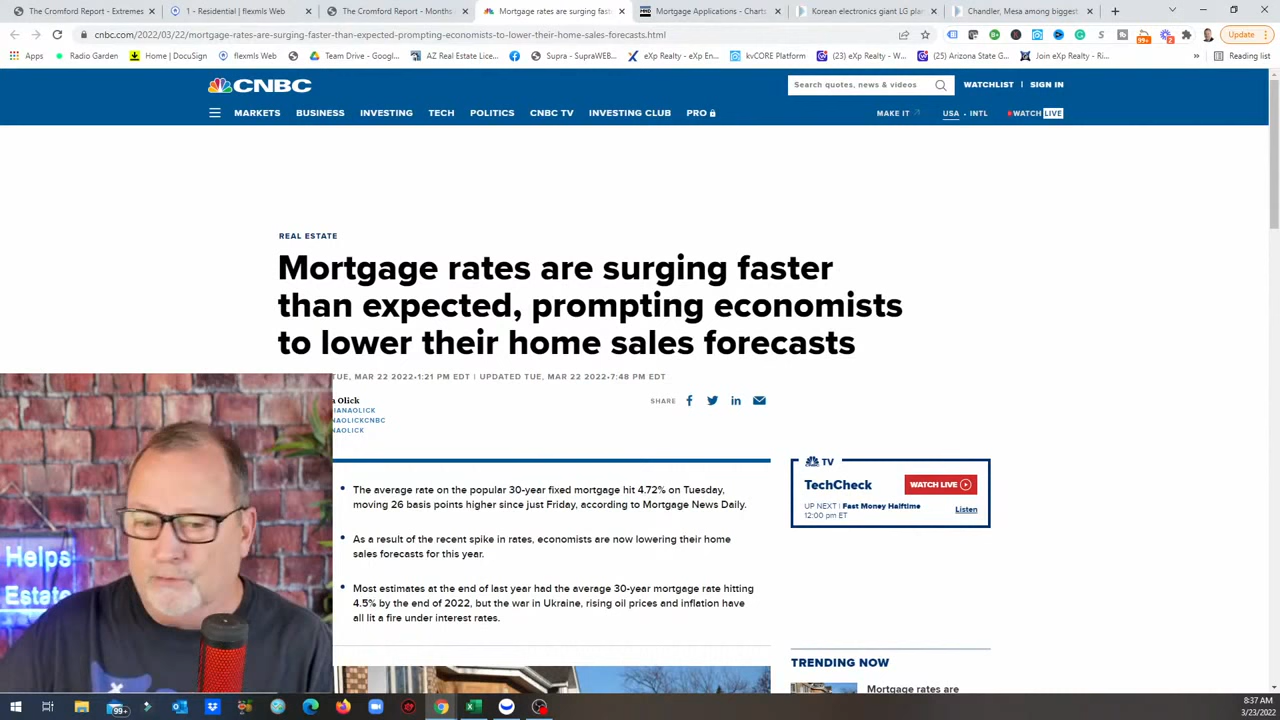 The Cromford Report - Extremes
1 - Residential | flexmls Web
The Cromford Report - Months
Mortgage rates are surging fast
Mortgage Applications - Charts
Korean electronics giant LG plan
Chandler, Mesa among biggest
cnbc.com/2022/03/22/mortgage-rates-are-surging-faster-than-expected-prompting-economists-to-lower-their-home-sales-forecasts.html
Update
Apps
Radio Garden
Home | DocuSign
flexmls Web
Team Drive - Googl...
AZ Real Estate Lice...
Supra - SupraWEB...
eXp Realty - eXp En...
kvCORE Platform
(23) eXp Realty - Ex...
(25) Arizona State G...
Join eXp Realty - Ri...
»
Reading list
CNBC
Search quotes, news & videos
WATCHLIST | SIGN IN
MARKETS
BUSINESS
INVESTING
TECH
POLITICS
CNBC TV
INVESTING CLUB
PRO
MAKE IT
USA • INTL
WATCH LIVE
REAL ESTATE
Mortgage rates are surging faster
than expected, prompting economists
to lower their home sales forecasts
TUE, MAR 22 2022•1:21 PM EDT | UPDATED TUE, MAR 22 2022•7:48 PM EDT
a Olick
IANAOLICK
NAOLICKCNBC
NAOLICK
SHARE
The average rate on the popular 30-year fixed mortgage hit 4.72% on Tuesday,
moving 26 basis points higher since just Friday, according to Mortgage News Daily.
As a result of the recent spike in rates, economists are now lowering their home
sales forecasts for this year.
Most estimates at the end of last year had the average 30-year mortgage rate hitting
4.5% by the end of 2022, but the war in Ukraine, rising oil prices and inflation have
all lit a fire under interest rates.
TV
TechCheck
WATCH LIVE
UP NEXT | Fast Money Halftime
12:00 pm ET
Listen
TRENDING NOW
Mortgage rates are
Helps
Estate
99+
8:37 AM
3/23/2022